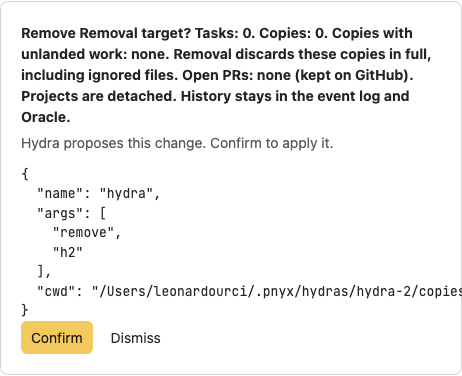 Remove Removal target? Tasks: 0. Copies: 0. Copies with
unlanded work: none. Removal discards these copies in full,
including ignored files. Open PRs: none (kept on GitHub).
Projects are detached. History stays in the event log and
Oracle.
Hydra proposes this change. Confirm to apply it.
{
  "name": "hydra",
  "args": [
    "remove",
    "h2"
  ],
  "cwd": "/Users/leonardourci/.pnyx/hydras/hydra-2/copies
}
Confirm Dismiss